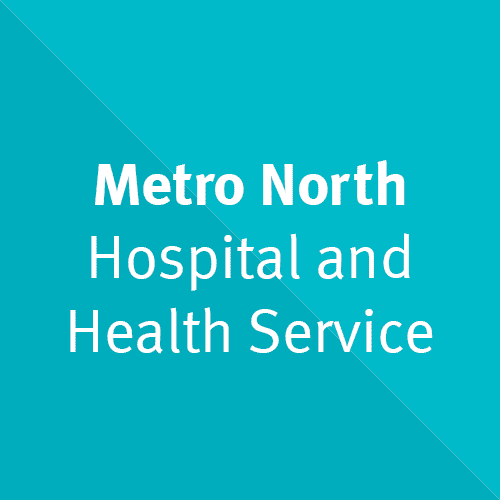 Metro North
Hospital and
Health Service